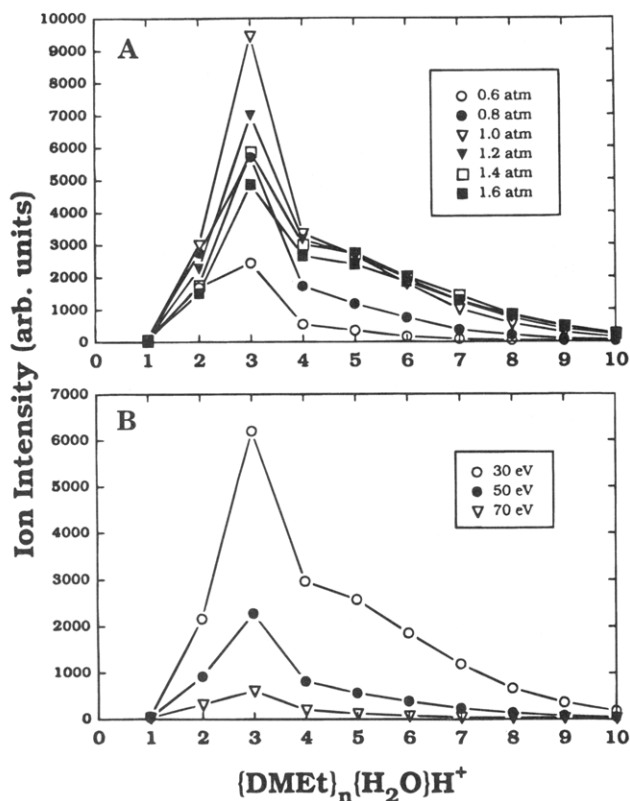 A
10000
9000
8000
7000
6000
5000
4000
3000
2000
1000
0
0 1 2 3 4 5 6 7 8 9 10
0.6 atm
0.8 atm
1.0 atm
1.2 atm
1.4 atm
1.6 atm
Ion Intensity (arb. units)
B
7000
6000
5000
4000
3000
2000
1000
0
0 1 2 3 4 5 6 7 8 9 10
30 eV
50 eV
70 eV
{DMEt}ₙ{H₂O}H⁺